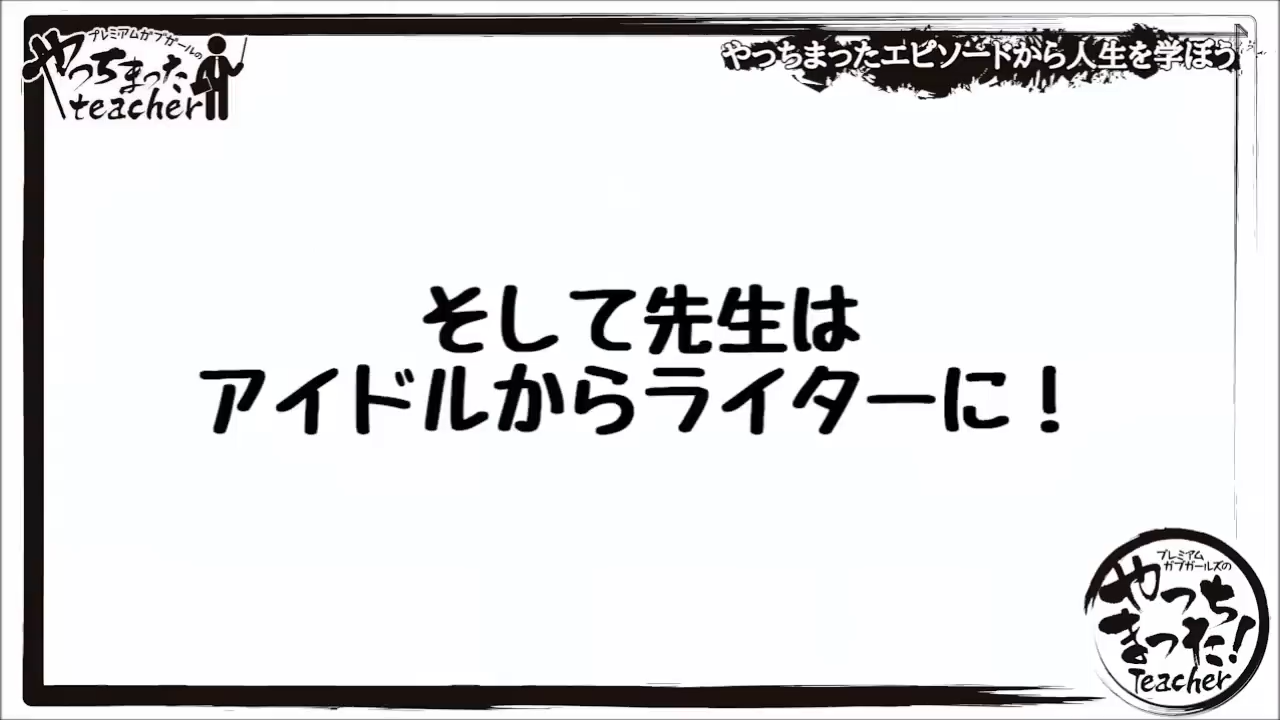 プレミアムガブガールの
やっちまった
teacher
やっちまったエピソードから人生を学ぼう
そして先生は
アイドルからライターに！
プレミアム
ガブガールズの
やっち
まった!
Teacher